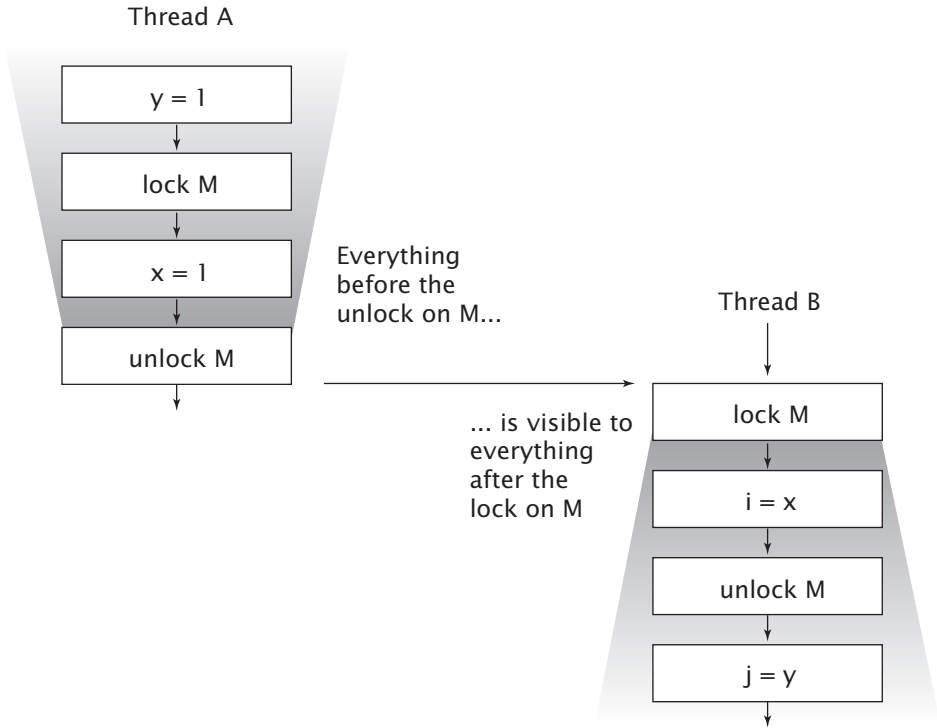 Thread A
y = 1
lock M
x = 1
unlock M
Everything
before the
unlock on M...
Thread B
... is visible to
everything
after the
lock on M
lock M
i = x
unlock M
j = y